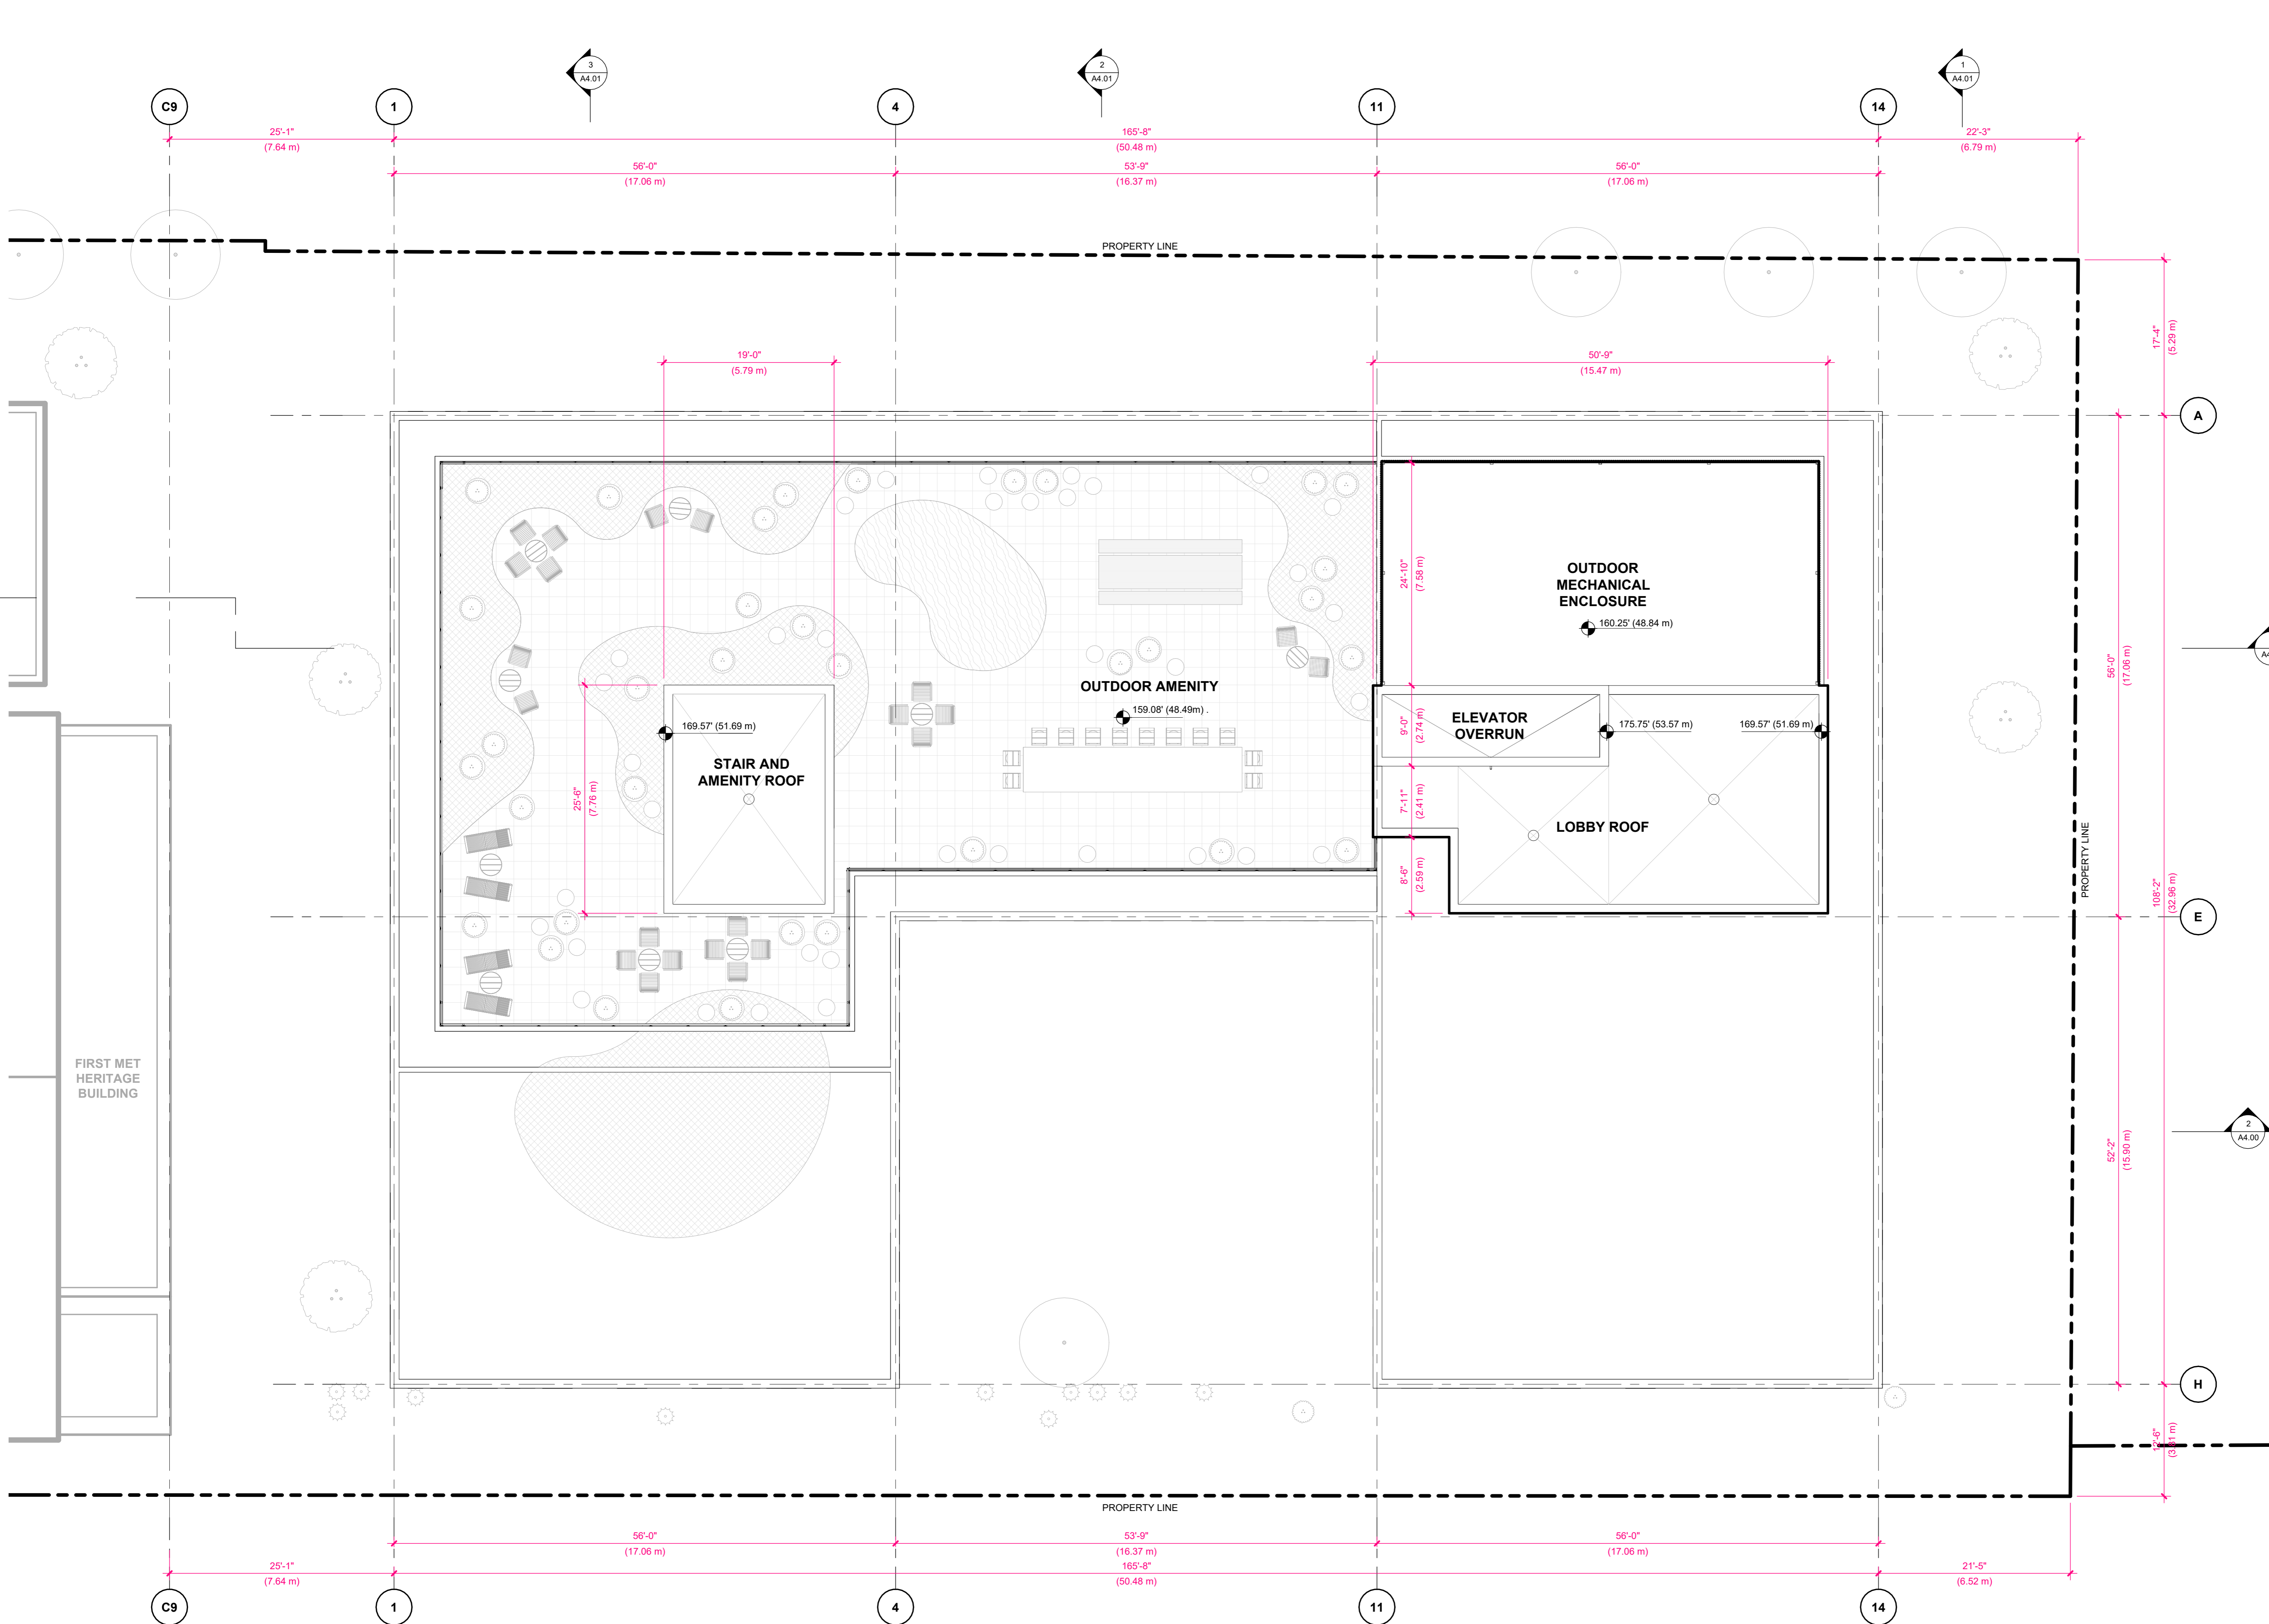 3
A4.01
2
A4.01
1
A4.01
C9
1
4
11
14
25'-1"
(7.64 m)
165'-8"
(50.48 m)
22'-3"
(6.79 m)
56'-0"
(17.06 m)
53'-9"
(16.37 m)
56'-0"
(17.06 m)
PROPERTY LINE
17'-4"
(5.29 m)
19'-0"
(5.79 m)
50'-9"
(15.47 m)
A
24'-10"
(7.58 m)
OUTDOOR
MECHANICAL
ENCLOSURE
160.25' (48.84 m)
56'-0"
(17.06 m)
OUTDOOR AMENITY
159.08' (48.49m) .
169.57' (51.69 m)
STAIR AND
AMENITY ROOF
25'-6"
(7.76 m)
9'-0"
(2.74 m)
ELEVATOR
OVERRUN
175.75' (53.57 m)
169.57' (51.69 m)
7'-11"
(2.41 m)
LOBBY ROOF
8'-6"
(2.59 m)
PROPERTY LINE
108'-2"
(32.96 m)
E
FIRST MET
HERITAGE
BUILDING
52'-2"
(15.90 m)
2
A4.00
H
12'-6"
(3.81 m)
PROPERTY LINE
56'-0"
(17.06 m)
53'-9"
(16.37 m)
56'-0"
(17.06 m)
25'-1"
(7.64 m)
165'-8"
(50.48 m)
21'-5"
(6.52 m)
C9
1
4
11
14